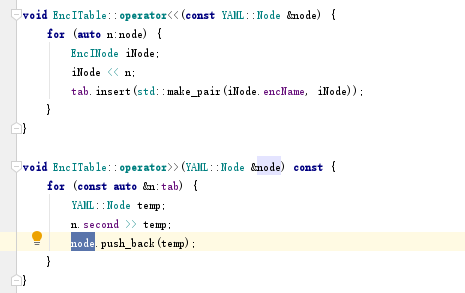 void EncITable::operator<<(const YAML::Node &node) {
    for (auto n:node) {
        EncINode iNode;
        iNode << n;
        tab.insert(std::make_pair(iNode.encName, iNode));
    }
}
void EncITable::operator>>(YAML::Node &node) const {
    for (const auto &n:tab) {
        YAML::Node temp;
        n.second >> temp;
        node.push_back(temp);
    }
}